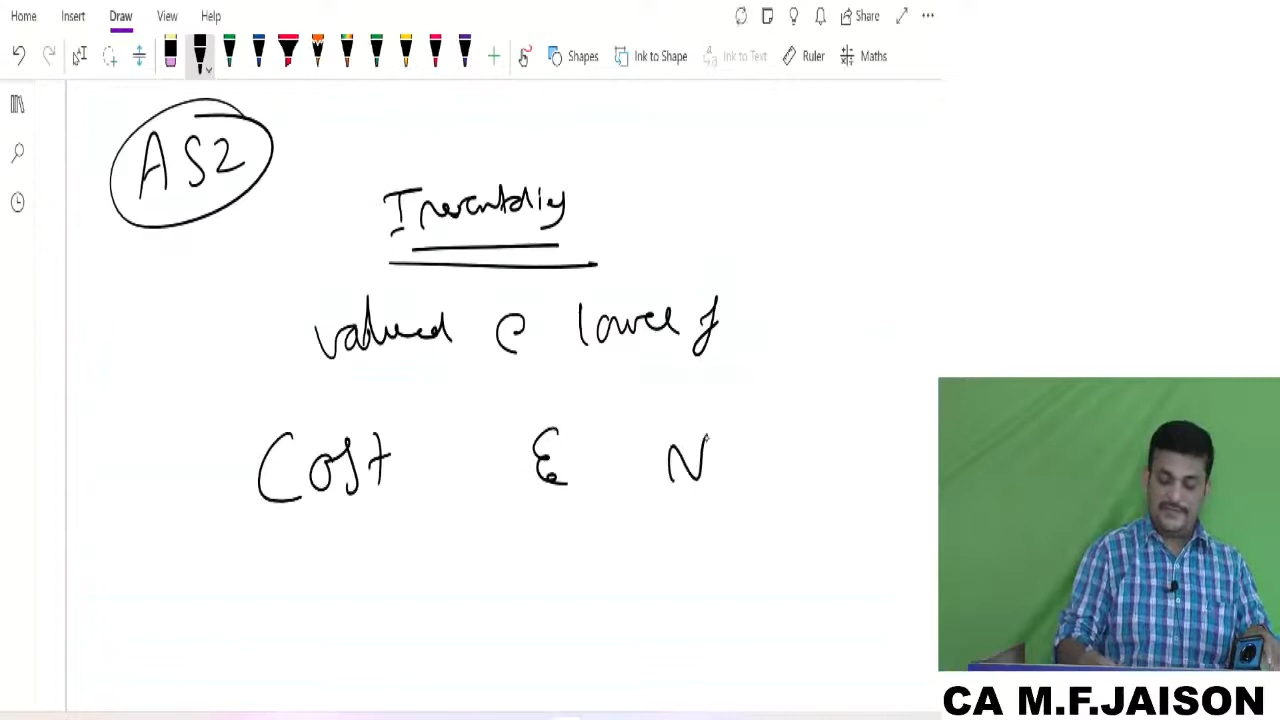 Home Insert Draw View Help Share
Ink to Shape Ink to Text Ruler Maths Shapes
AS2
Inventories
valued @ lower of
Cost & N
CA M.F.JAISON